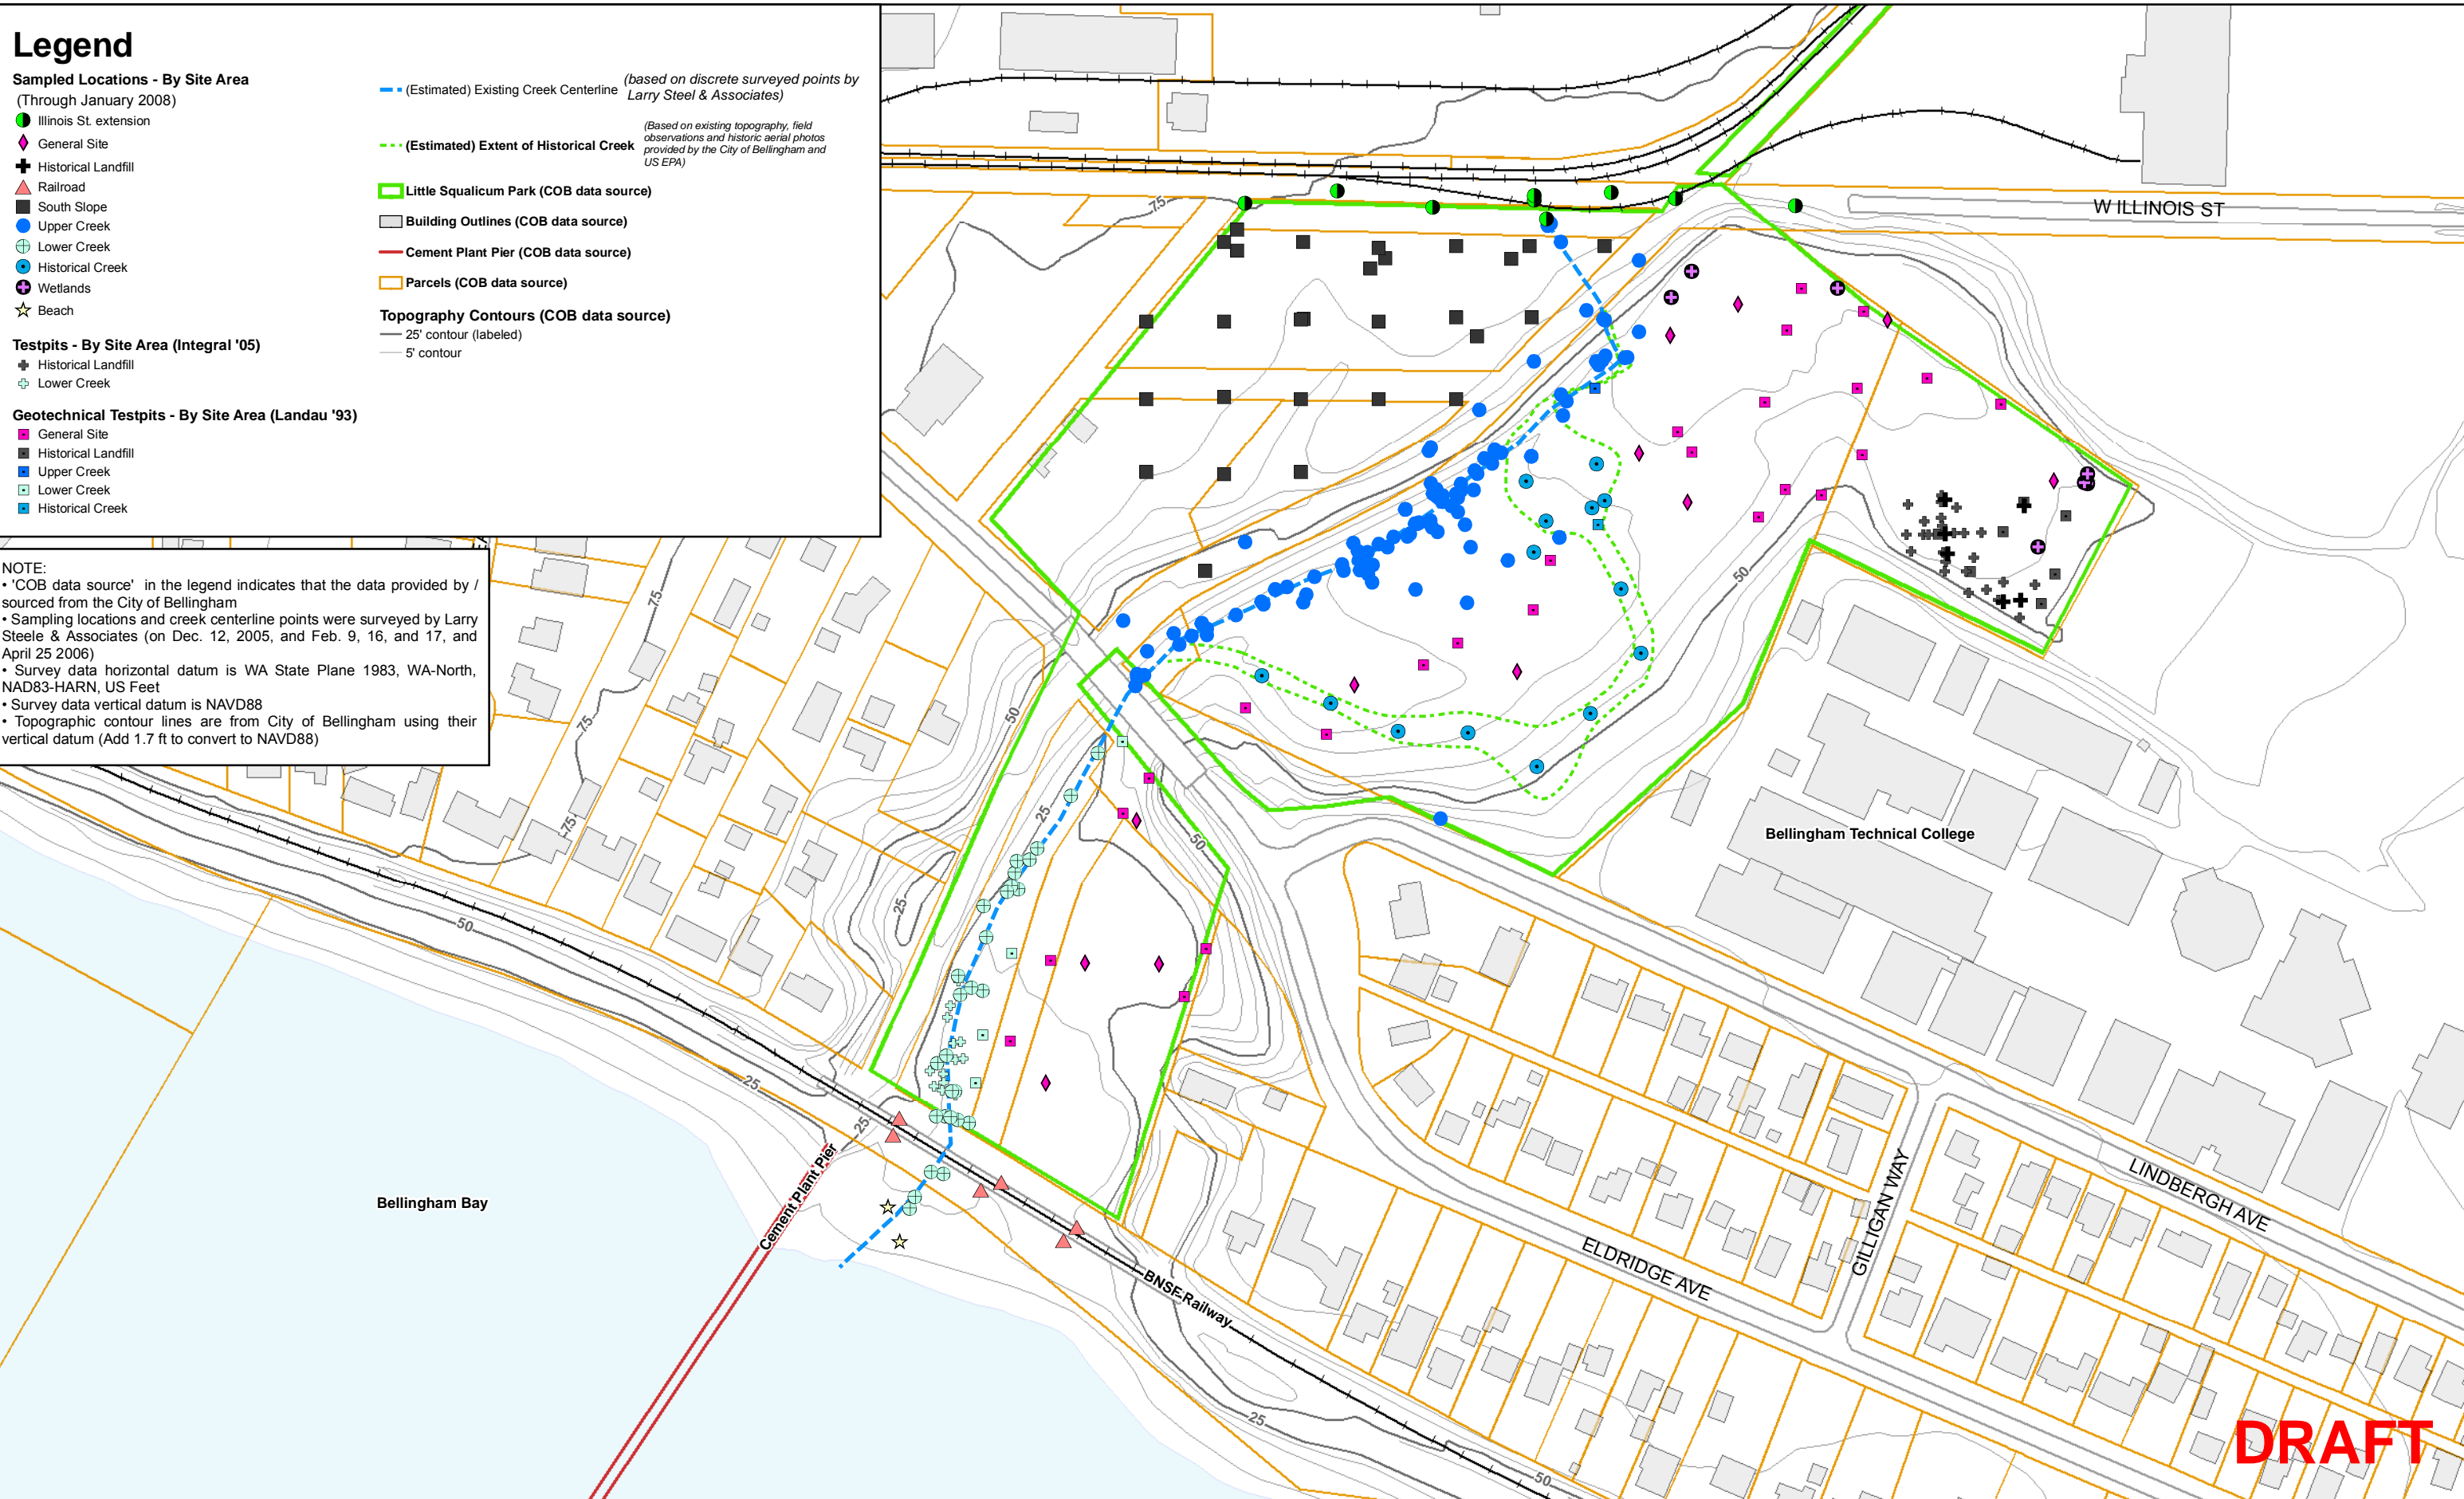 Legend
Sampled Locations - By Site Area
(Through January 2008)
Illinois St. extension
General Site
Historical Landfill
Railroad
South Slope
Upper Creek
Lower Creek
Historical Creek
Wetlands
Beach
Testpits - By Site Area (Integral '05)
Historical Landfill
Lower Creek
Geotechnical Testpits - By Site Area (Landau '93)
General Site
Historical Landfill
Upper Creek
Lower Creek
Historical Creek
(Estimated) Existing Creek Centerline
(based on discrete surveyed points by
Larry Steel & Associates)
(Estimated) Extent of Historical Creek
(Based on existing topography, field
observations and historic aerial photos
provided by the City of Bellingham and
US EPA)
Little Squalicum Park (COB data source)
Building Outlines (COB data source)
Cement Plant Pier (COB data source)
Parcels (COB data source)
Topography Contours (COB data source)
25' contour (labeled)
5' contour
NOTE:
• 'COB data source' in the legend indicates that the data provided by /
sourced from the City of Bellingham
• Sampling locations and creek centerline points were surveyed by Larry
Steele & Associates (on Dec. 12, 2005, and Feb. 9, 16, and 17, and
April 25 2006)
• Survey data horizontal datum is WA State Plane 1983, WA-North,
NAD83-HARN, US Feet
• Survey data vertical datum is NAVD88
• Topographic contour lines are from City of Bellingham using their
vertical datum (Add 1.7 ft to convert to NAVD88)
75
W ILLINOIS ST
50
75
75
50
75
25
50
25
50
Bellingham Technical College
25
25
Bellingham Bay
Cement Plant Pier
BNSF Railway
ELDRIDGE AVE
GILLIGAN WAY
LINDBERGH AVE
25
50
DRAFT